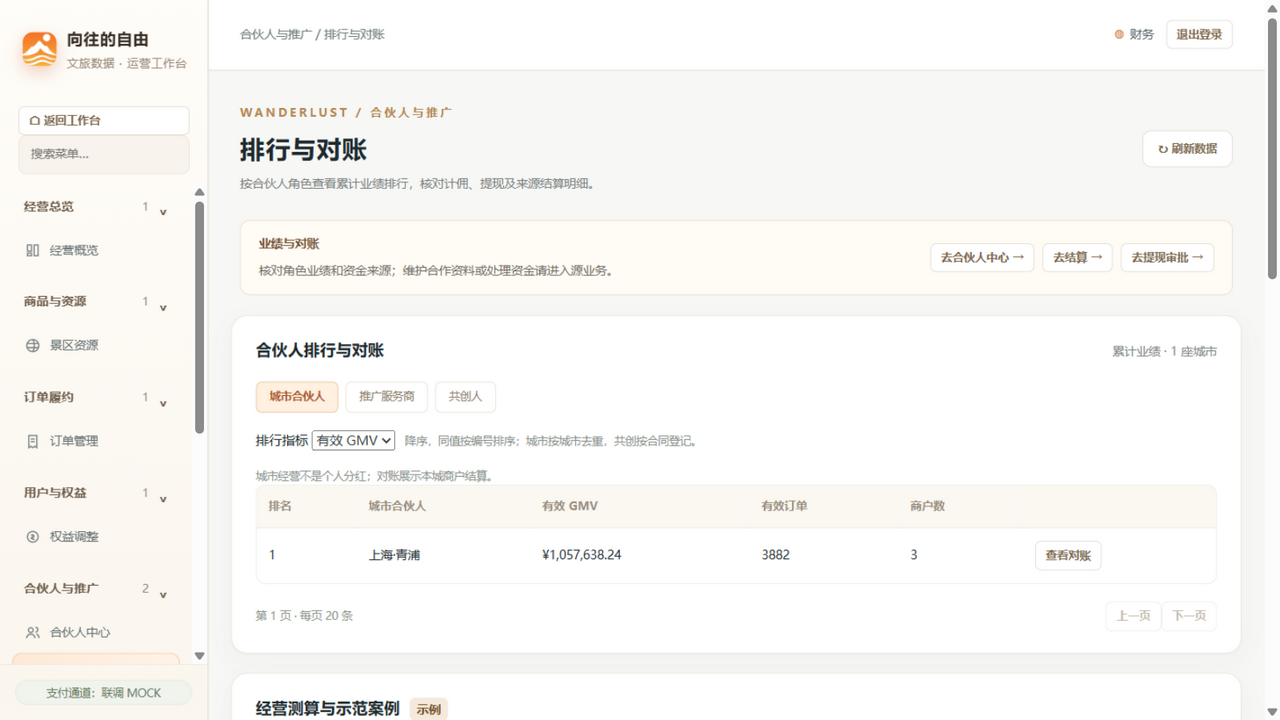 向往的自由
文旅数据 · 运营工作台
返回工作台
搜索菜单...
经营总览 1
经营概览
商品与资源 1
景区资源
订单履约 1
订单管理
用户与权益 1
权益调整
合伙人与推广 2
合伙人中心
支付通道：联调 MOCK
合伙人与推广 / 排行与对账
财务 退出登录
WANDERLUST / 合伙人与推广
排行与对账
↻ 刷新数据
按合伙人角色查看累计业绩排行，核对计佣、提现及来源结算明细。
业绩与对账
核对角色业绩和资金来源；维护合作资料或处理资金请进入源业务。
去合伙人中心 → 去结算 → 去提现审批 →
合伙人排行与对账
累计业绩 · 1 座城市
城市合伙人 推广服务商 共创人
排行指标 有效 GMV 降序，同值按编号排序；城市按城市去重，共创按合同登记。
城市经营不是个人分红；对账展示本城商户结算。
排名 城市合伙人 有效 GMV 有效订单 商户数
1 上海·青浦 ¥1,057,638.24 3882 3 查看对账
第 1 页 · 每页 20 条
上一页 下一页
经营测算与示范案例 示例